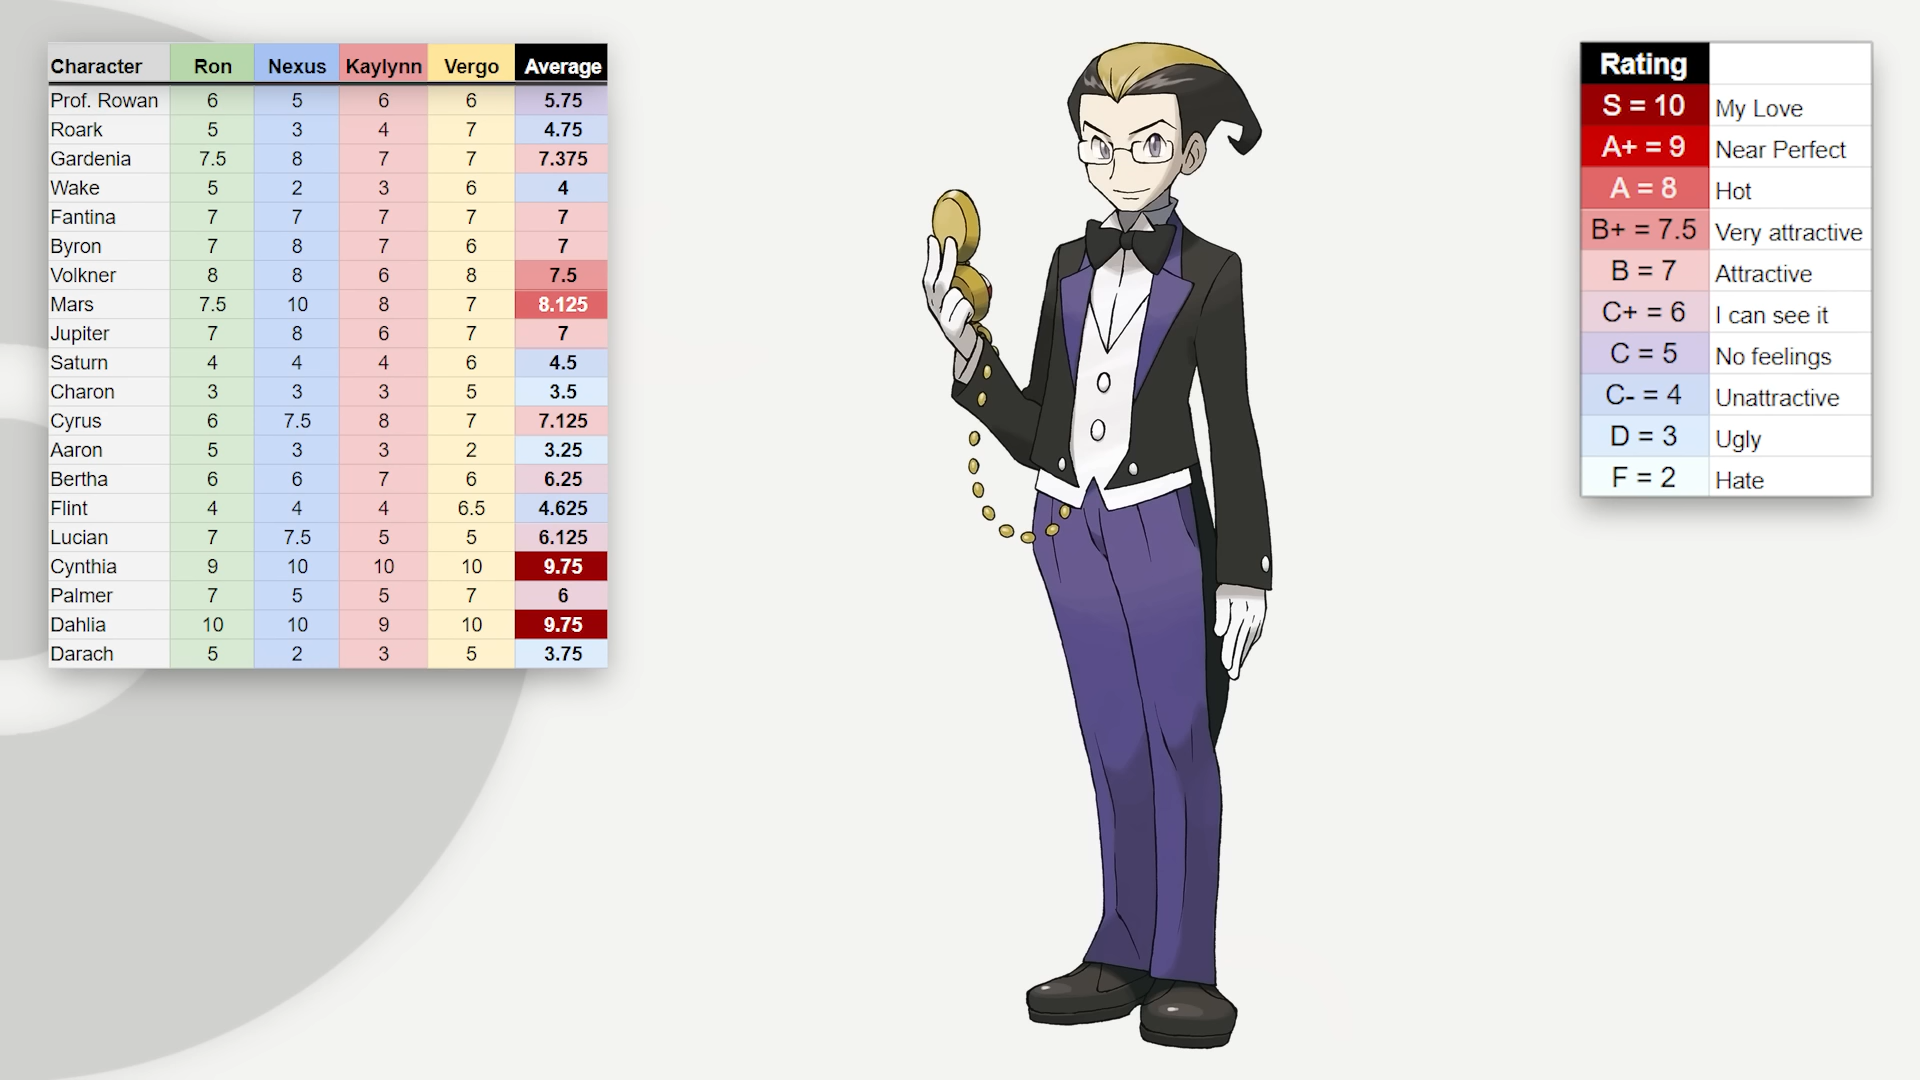 Character Ron Nexus Kaylynn Vergo Average
Prof. Rowan 6 5 6 6 5.75
Roark 5 3 4 7 4.75
Gardenia 7.5 8 7 7 7.375
Wake 5 2 3 6 4
Fantina 7 7 7 7 7
Byron 7 8 7 6 7
Volkner 8 8 6 8 7.5
Mars 7.5 10 8 7 8.125
Jupiter 7 8 6 7 7
Saturn 4 4 4 6 4.5
Charon 3 3 3 5 3.5
Cyrus 6 7.5 8 7 7.125
Aaron 5 3 3 2 3.25
Bertha 6 6 7 6 6.25
Flint 4 4 4 6.5 4.625
Lucian 7 7.5 5 5 6.125
Cynthia 9 10 10 10 9.75
Palmer 7 5 5 7 6
Dahlia 10 10 9 10 9.75
Darach 5 2 3 5 3.75
Rating
S = 10 My Love
A+ = 9 Near Perfect
A = 8 Hot
B+ = 7.5 Very attractive
B = 7 Attractive
C+ = 6 I can see it
C = 5 No feelings
C- = 4 Unattractive
D = 3 Ugly
F = 2 Hate